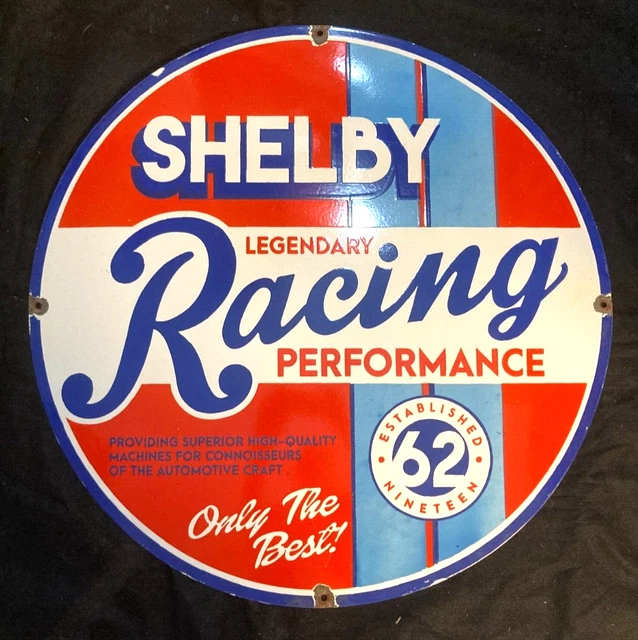 SHELBY
LEGENDARY
Racing
PERFORMANCE
PROVIDING SUPERIOR HIGH-QUALITY
MACHINES FOR CONNOISSEURS
OF THE AUTOMOTIVE CRAFT.
Only The
Best!
ESTABLISHED
62
NINETEEN